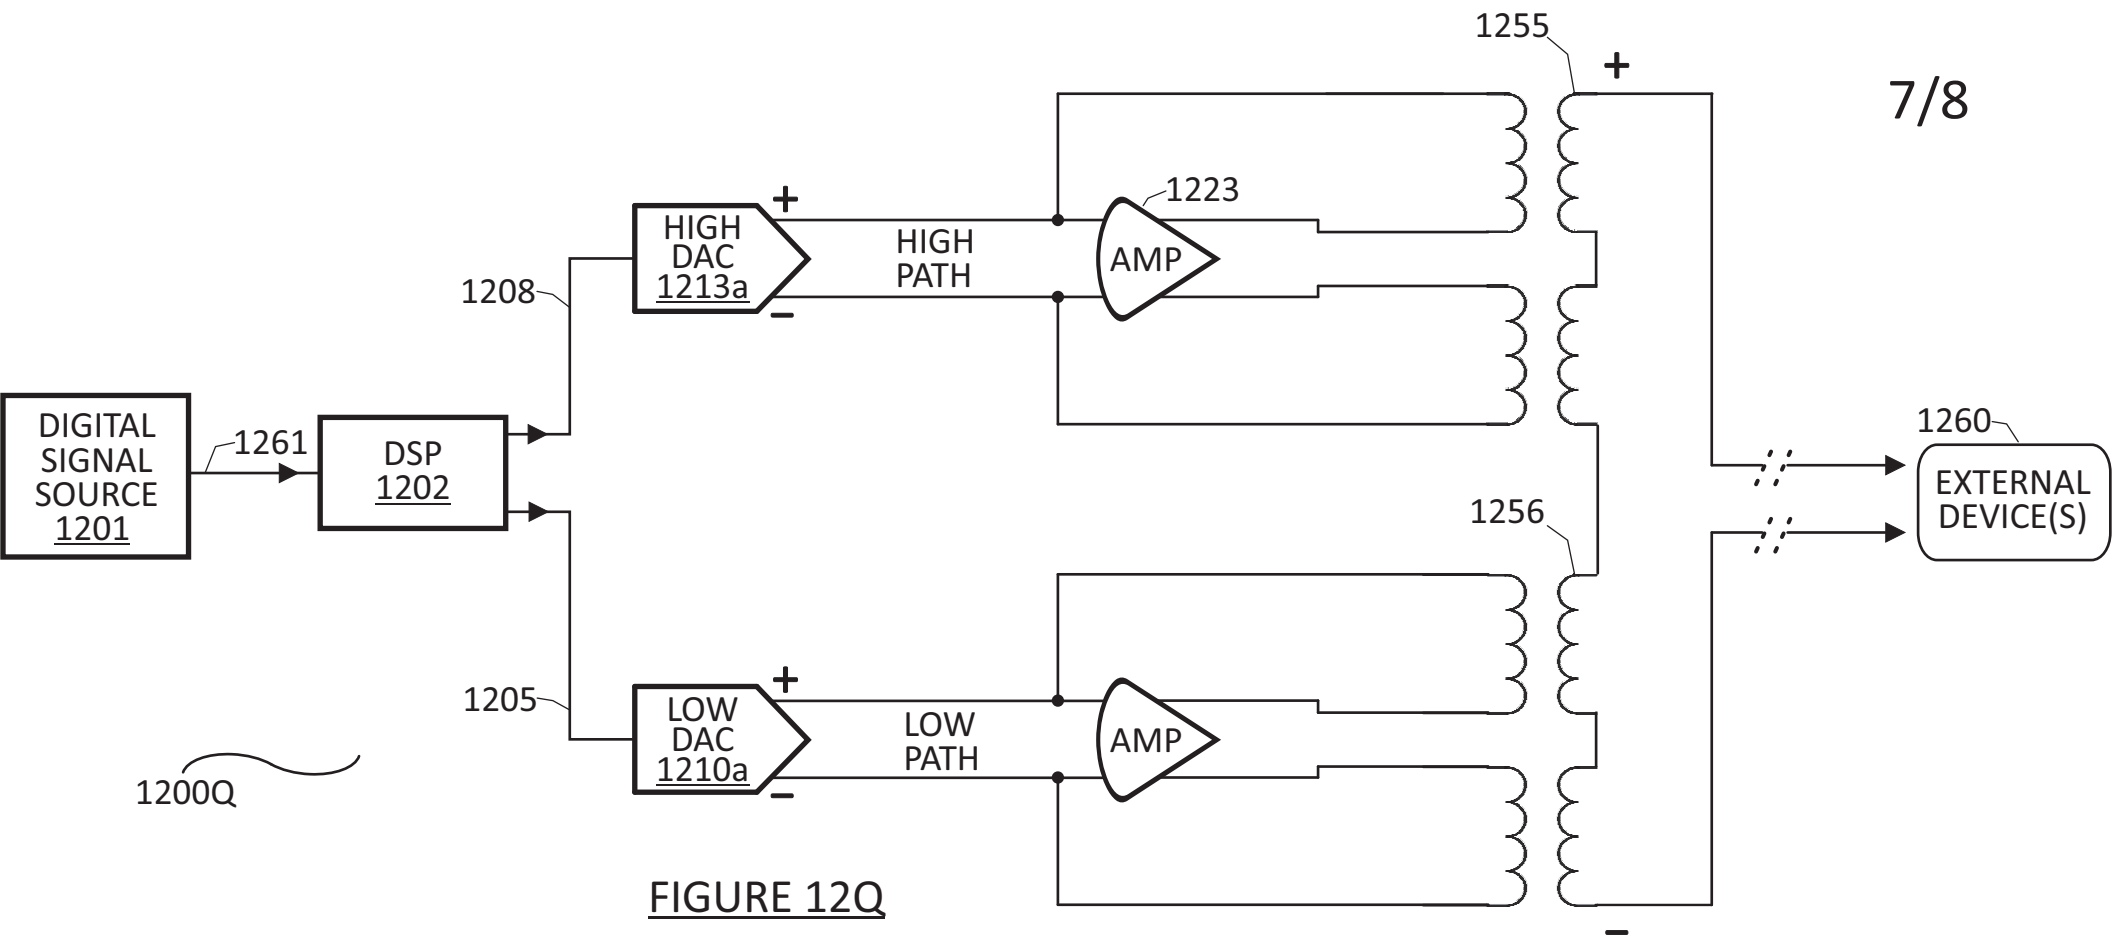 1255
+
7/8
1223
+
HIGH
DAC
1213a
HIGH
PATH
AMP
1208
−
DIGITAL
SIGNAL
SOURCE
1201
1261
DSP
1202
1260
EXTERNAL
DEVICE(S)
1256
+
1205
LOW
DAC
1210a
LOW
PATH
AMP
−
1200Q
FIGURE 12Q
−